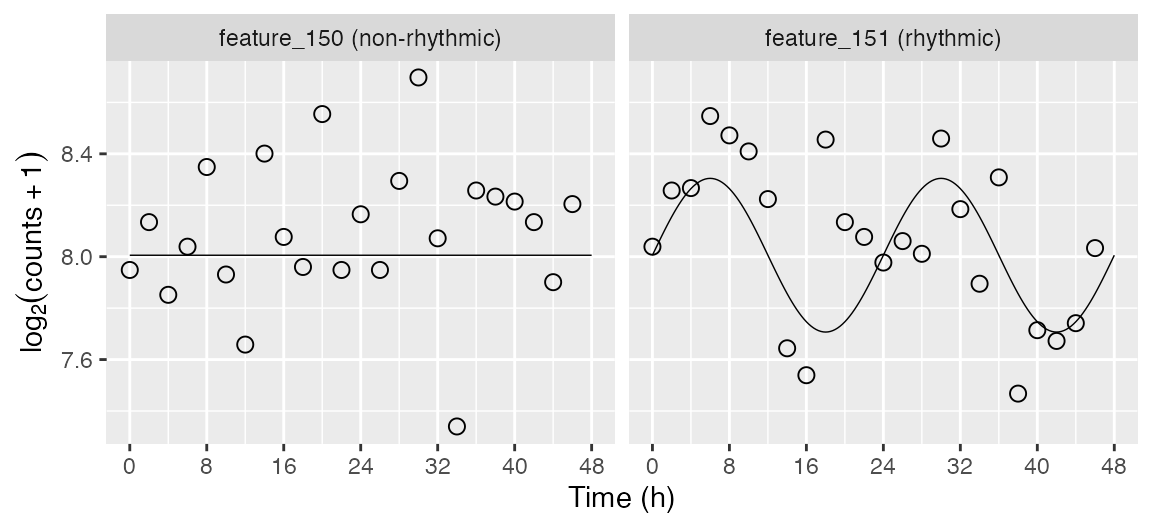 feature_150 (non-rhythmic)
feature_151 (rhythmic)
log₂(counts + 1)
8.4
8.0
7.6
0 8 16 24 32 40 48
0 8 16 24 32 40 48
Time (h)